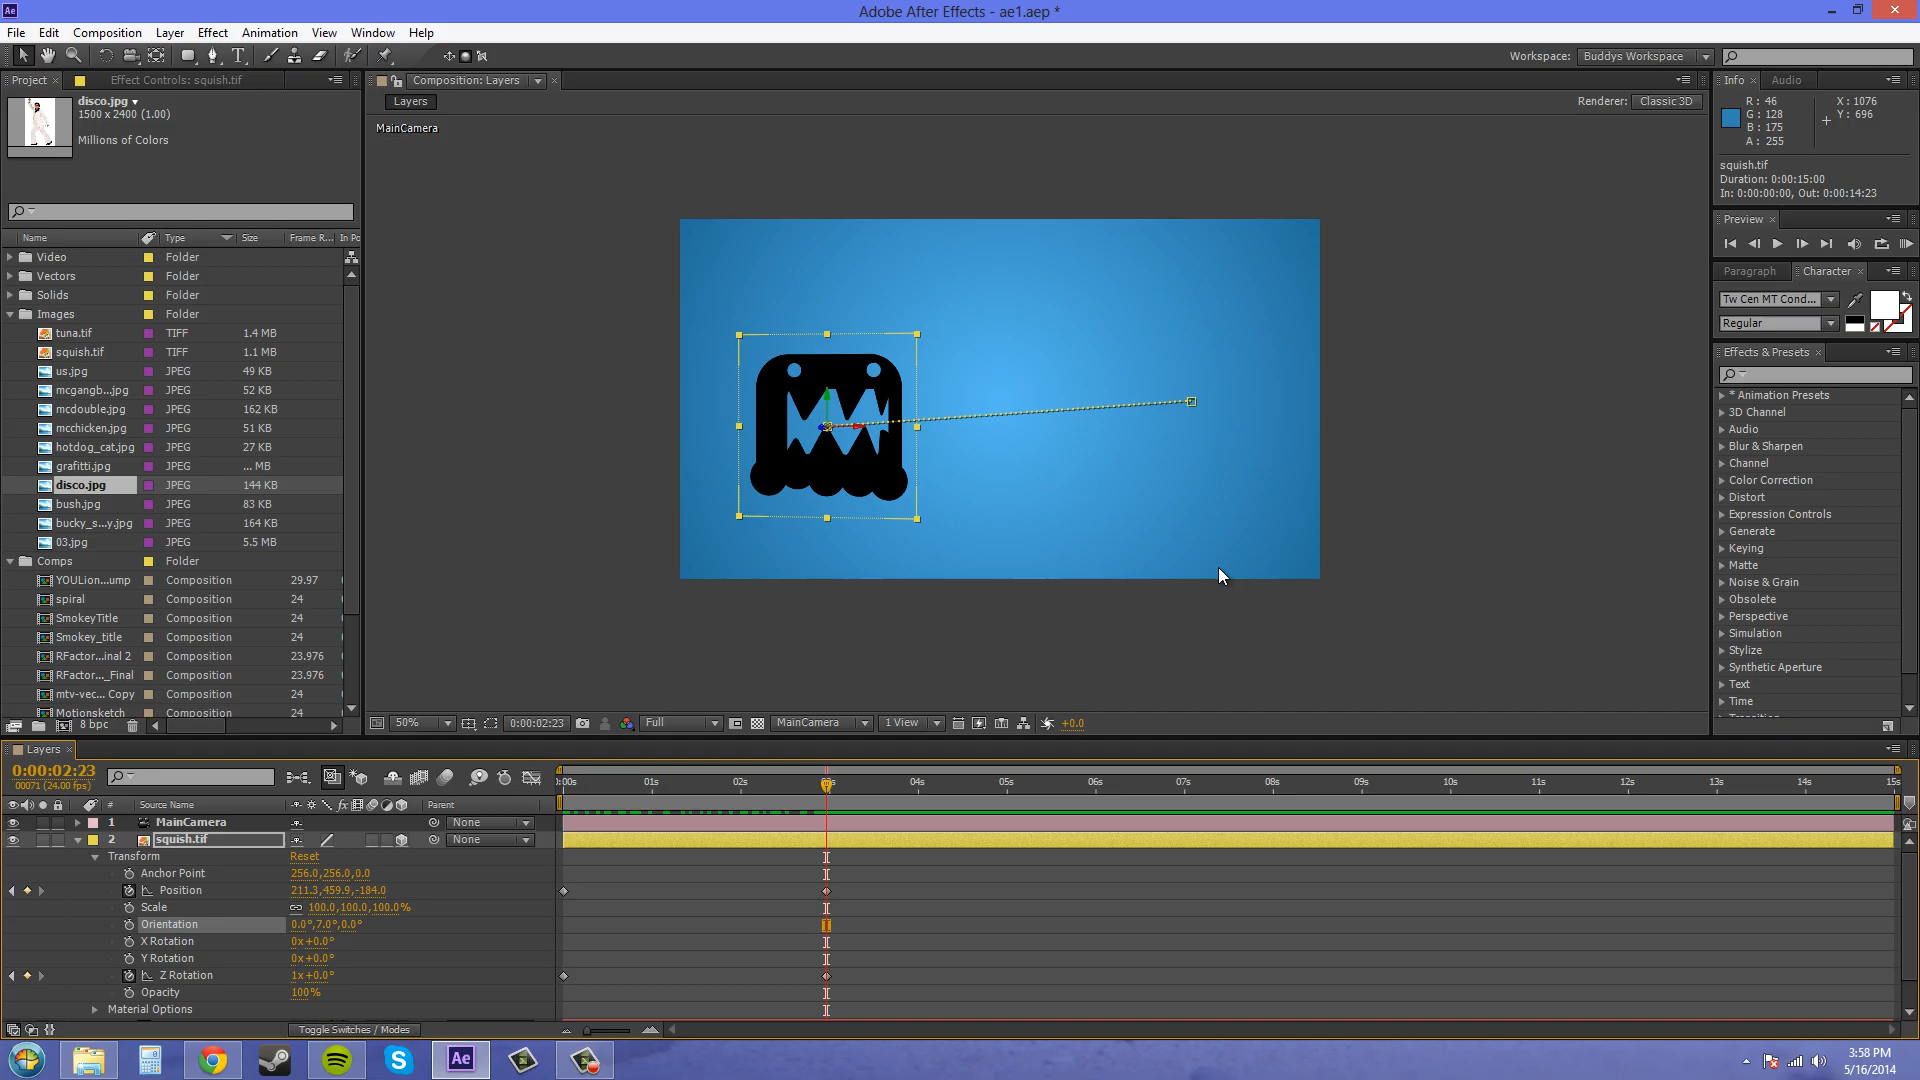 Adobe After Effects - ae1.aep *
File Edit Composition Layer Effect Animation View Window Help
Workspace: Buddys Workspace
Project × Effect Controls: squish.tif
disco.jpg
1500 x 2400 (1.00)
Millions of Colors
Name Type Size Frame R... In Po
Video Folder
Vectors Folder
Solids Folder
Images Folder
tuna.tif TIFF 1.4 MB
squish.tif TIFF 1.1 MB
us.jpg JPEG 49 KB
mcgangb...jpg JPEG 52 KB
mcdouble.jpg JPEG 162 KB
mcchicken.jpg JPEG 51 KB
hotdog_cat.jpg JPEG 27 KB
grafitti.jpg JPEG ... MB
disco.jpg JPEG 144 KB
bush.jpg JPEG 83 KB
bucky_s...y.jpg JPEG 164 KB
03.jpg JPEG 5.5 MB
Comps Folder
YOULion...ump Composition 29.97
spiral Composition 24
SmokeyTitle Composition 24
Smokey_title Composition 24
RFactor...inal 2 Composition 23.976
RFactor..._Final Composition 23.976
mtv-vec... Copy Composition 24
Motionsketch Composition 24
8 bpc
Composition: Layers
Layers
Renderer: Classic 3D
MainCamera
50% 0:00:02:23 Full MainCamera 1 View +0.0
Info × Audio
R : 46 X : 1076
G : 128 Y : 696
B : 175
A : 255
squish.tif
Duration: 0:00:15:00
In: 0:00:00:00, Out: 0:00:14:23
Preview ×
Paragraph Character ×
Tw Cen MT Cond...
Regular
Effects & Presets ×
* Animation Presets
3D Channel
Audio
Blur & Sharpen
Channel
Color Correction
Distort
Expression Controls
Generate
Keying
Matte
Noise & Grain
Obsolete
Perspective
Simulation
Stylize
Synthetic Aperture
Text
Time
Layers ×
0:00:02:23
00071 (24.00 fps)
:00s 01s 02s 04s 05s 06s 07s 08s 09s 10s 11s 12s 13s 14s 15s
# Source Name Parent
1 MainCamera None
2 squish.tif None
Transform Reset
Anchor Point 256.0,256.0,0.0
Position 211.3,459.9,-184.0
Scale 100.0,100.0,100.0%
Orientation 0.0°,7.0°,0.0°
X Rotation 0x+0.0°
Y Rotation 0x+0.0°
Z Rotation 1x+0.0°
Opacity 100%
Material Options
Toggle Switches / Modes
3:58 PM
5/16/2014